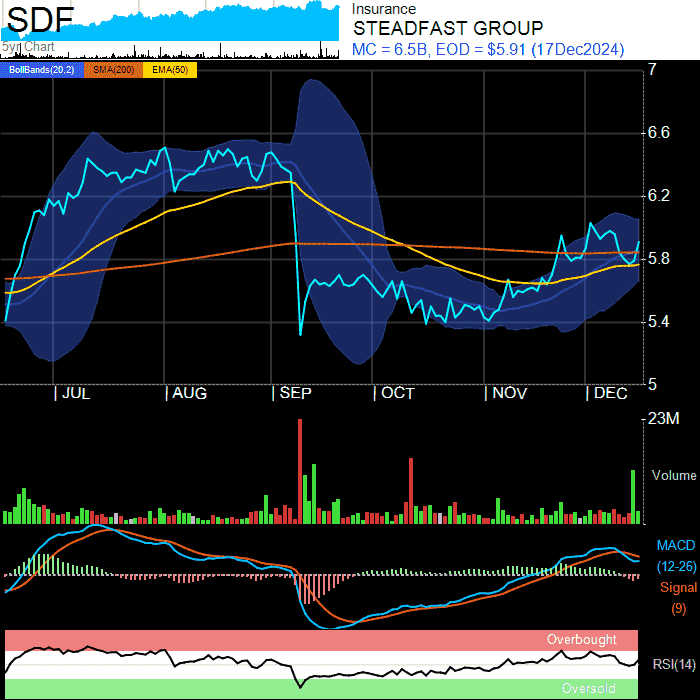 SDF
5yr Chart
Insurance
STEADFAST GROUP
MC = 6.5B, EOD = $5.91 (17Dec2024)
BollBands(20,2) SMA(200) EMA(50)
7
6.6
6.2
5.8
5.4
5
| JUL | AUG | SEP | OCT | NOV | DEC
23M
Volume
MACD
(12-26)
Signal
(9)
Overbought
RSI(14)
Oversold